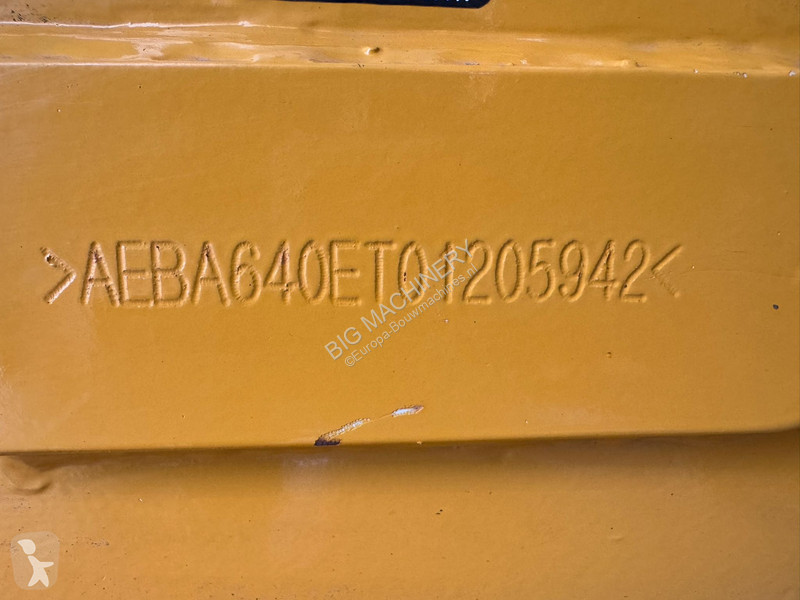 >AEBA640ET01205942<
BIG MACHINERY
©Europa-Bouwmachines.nl